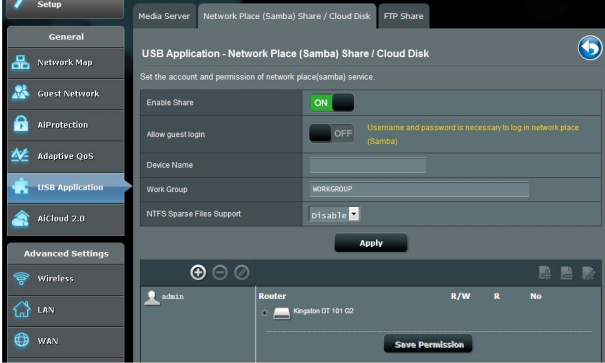 Setup
Media Server
Network Place (Samba) Share / Cloud Disk
FTP Share
General
Network Map
Guest Network
AiProtection
Adaptive QoS
USB Application
AiCloud 2.0
Advanced Settings
Wireless
LAN
WAN
USB Application - Network Place (Samba) Share / Cloud Disk
Set the account and permission of network place(samba) service.
Enable Share
ON
Allow guest login
OFF
Username and password is necessary to log in network place
(Samba)
Device Name
Work Group
WORKGROUP
NTFS Sparse Files Support
Disable
Apply
admin
Router
R/W
R
No
Kingston DT 101 G2
Save Permission